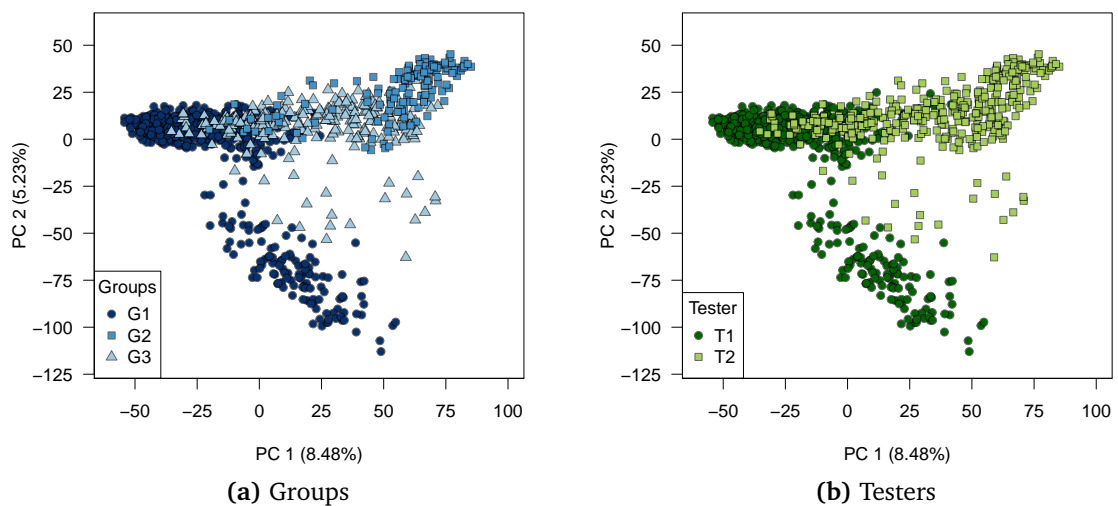 50
25
0
−25
−50
−75
−100
−125
PC 2 (5.23%)
Groups
G1
G2
G3
−50 −25 0 25 50 75 100
PC 1 (8.48%)
(a) Groups
50
25
0
−25
−50
−75
−100
−125
PC 2 (5.23%)
Tester
T1
T2
−50 −25 0 25 50 75 100
PC 1 (8.48%)
(b) Testers